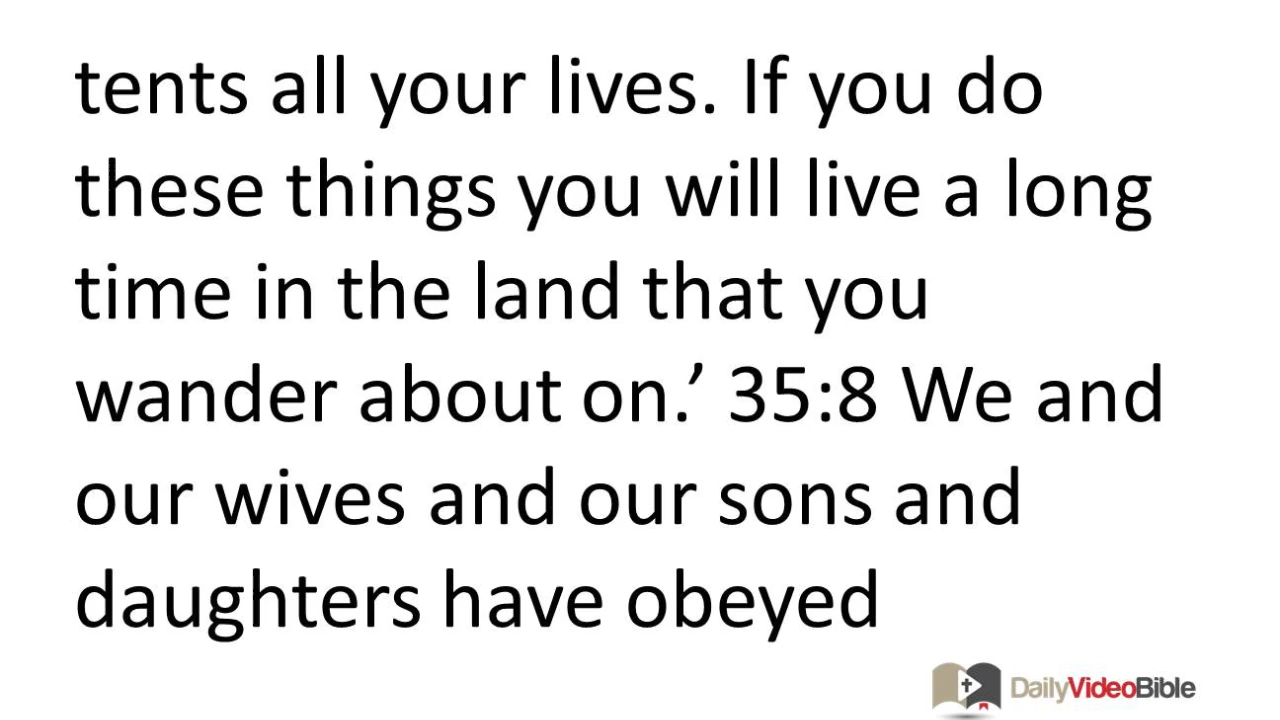 tents all your lives. If you do
these things you will live a long
time in the land that you
wander about on.’ 35:8 We and
our wives and our sons and
daughters have obeyed
DailyVideoBible